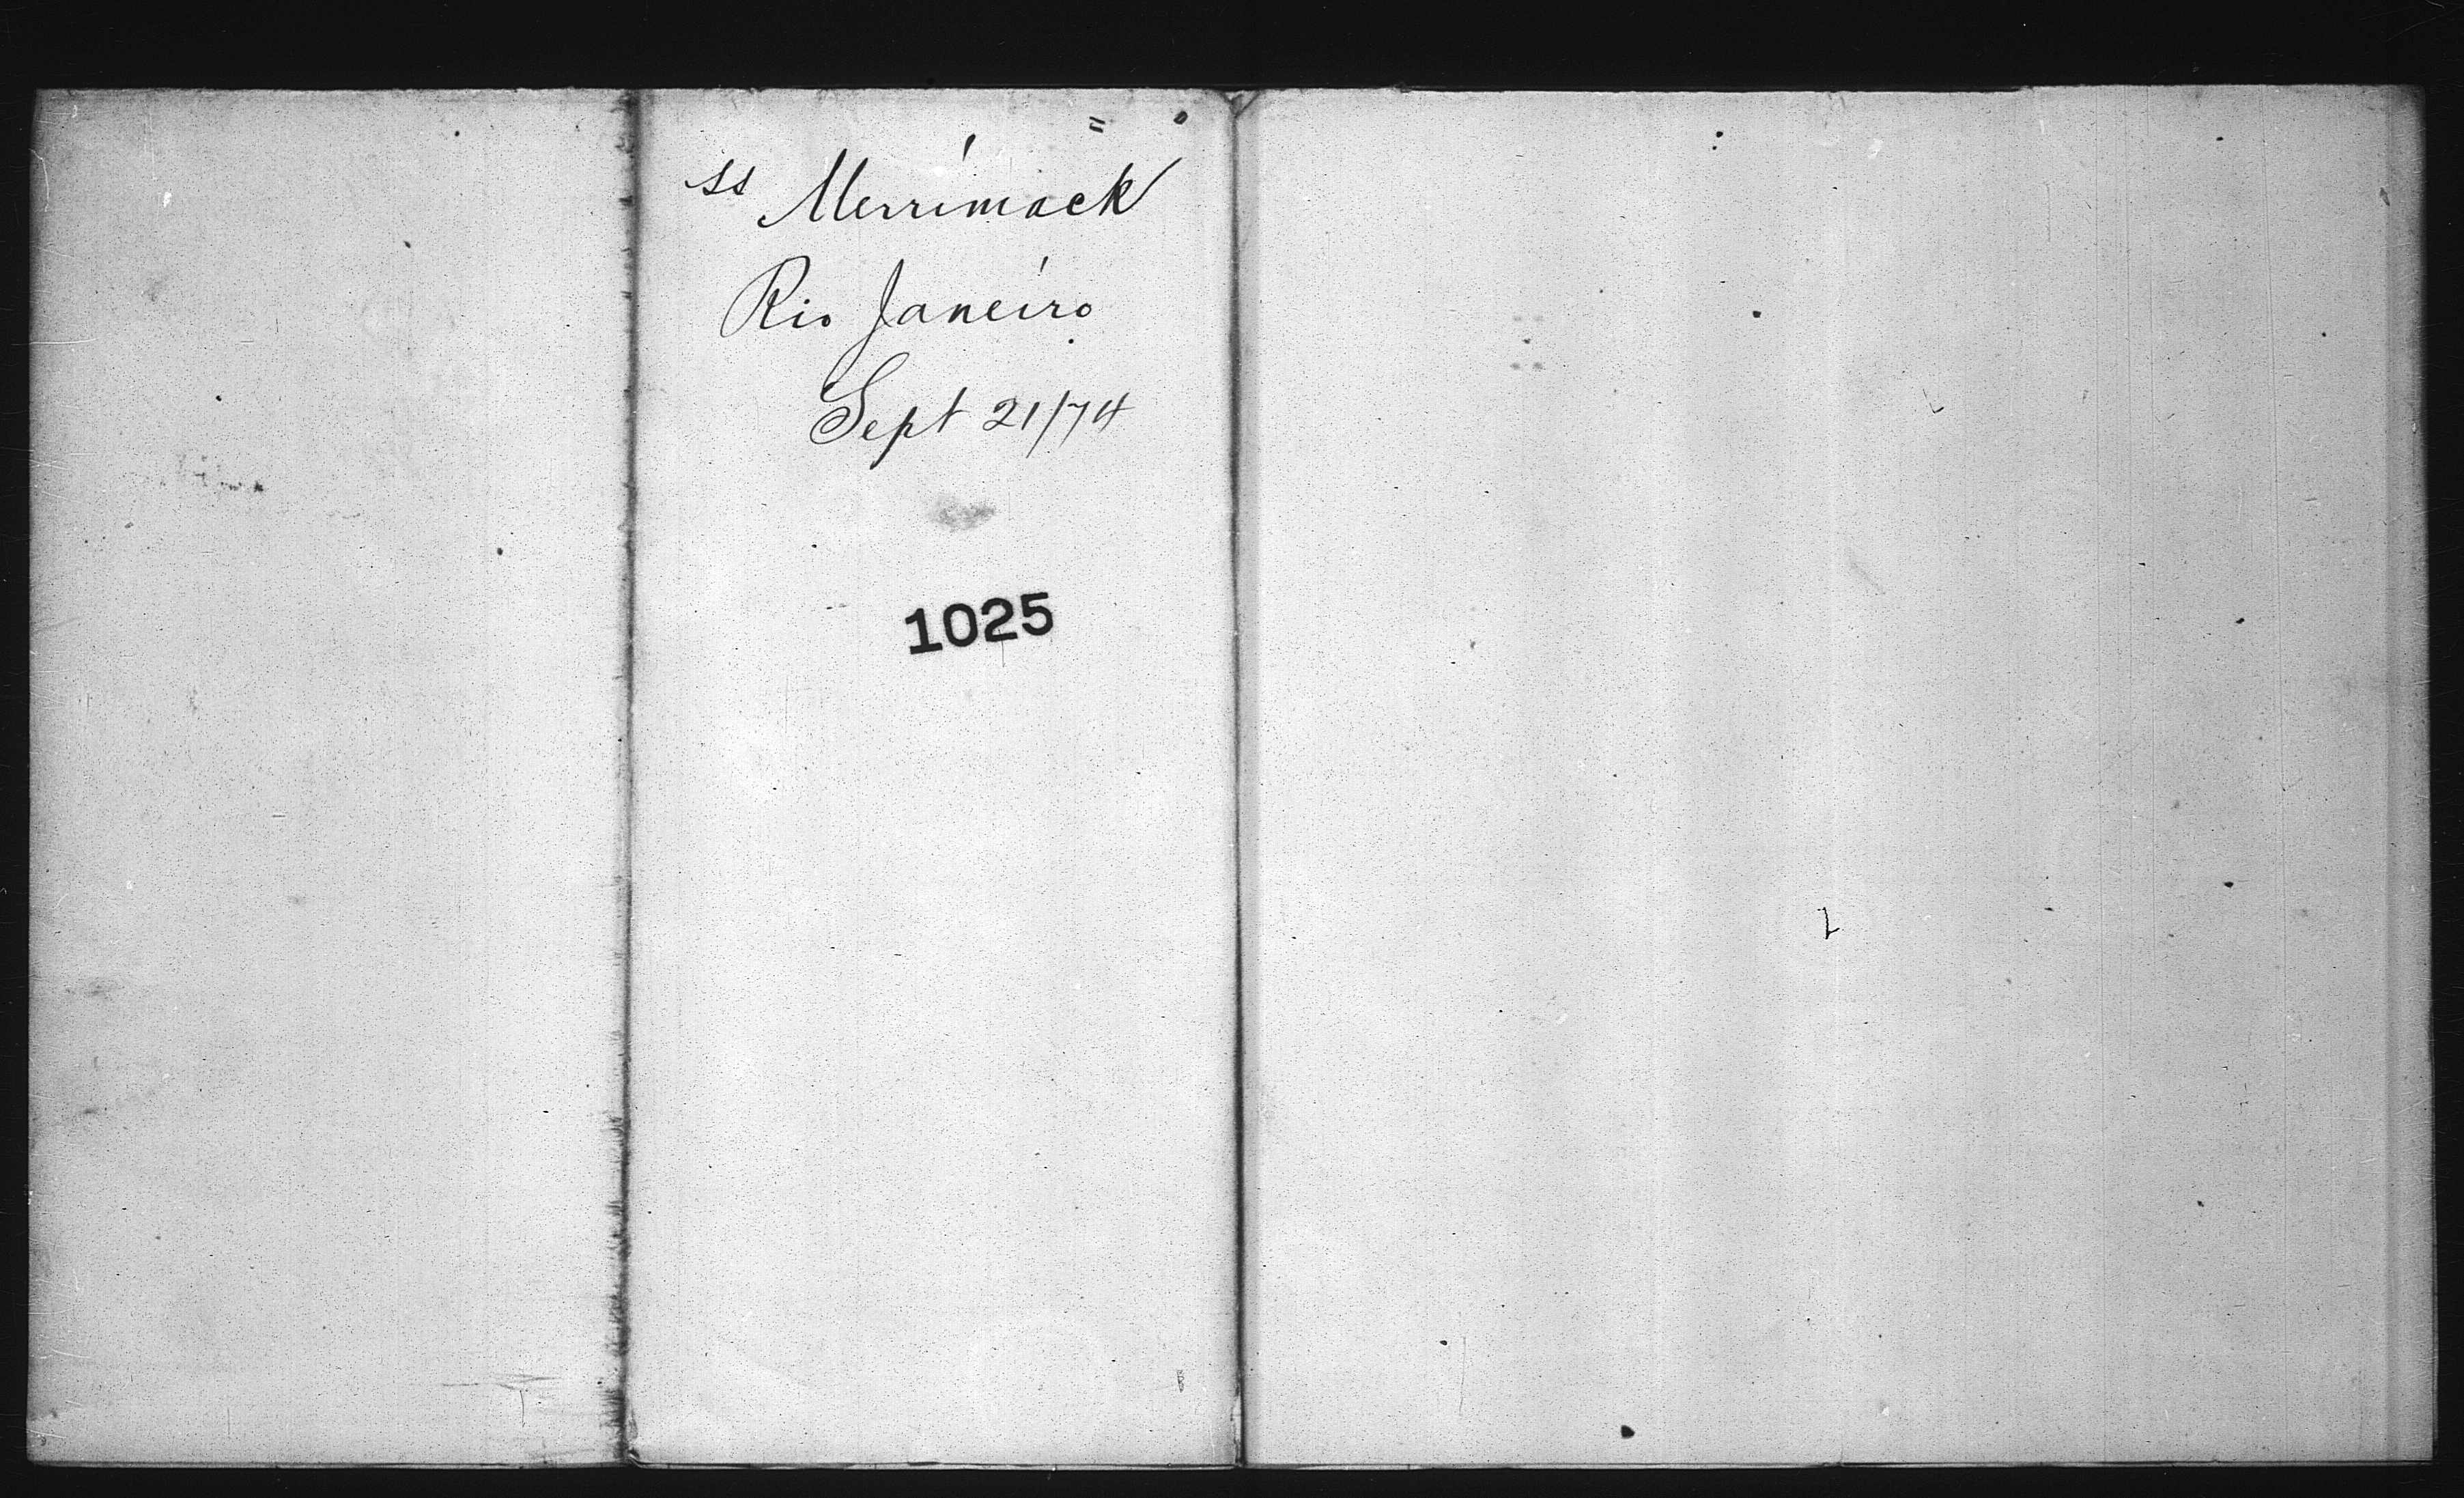 ss Merrimack
Rio Janeiro
Sept 21/74
1025